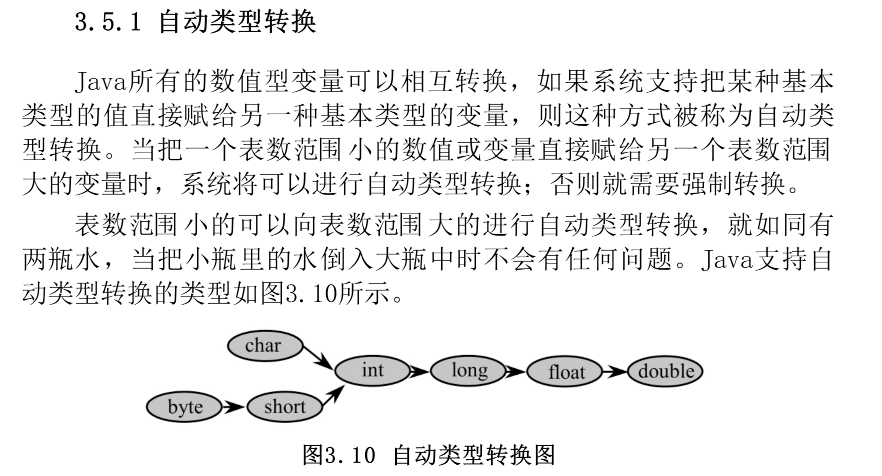 3.5.1 自动类型转换
Java所有的数值型变量可以相互转换，如果系统支持把某种基本
类型的值直接赋给另一种基本类型的变量，则这种方式被称为自动类
型转换。当把一个表数范围小的数值或变量直接赋给另一个表数范围
大的变量时，系统将可以进行自动类型转换；否则就需要强制转换。
表数范围小的可以向表数范围大的进行自动类型转换，就如同有
两瓶水，当把小瓶里的水倒入大瓶中时不会有任何问题。Java支持自
动类型转换的类型如图3.10所示。
char
int long float double
byte short
图3.10 自动类型转换图